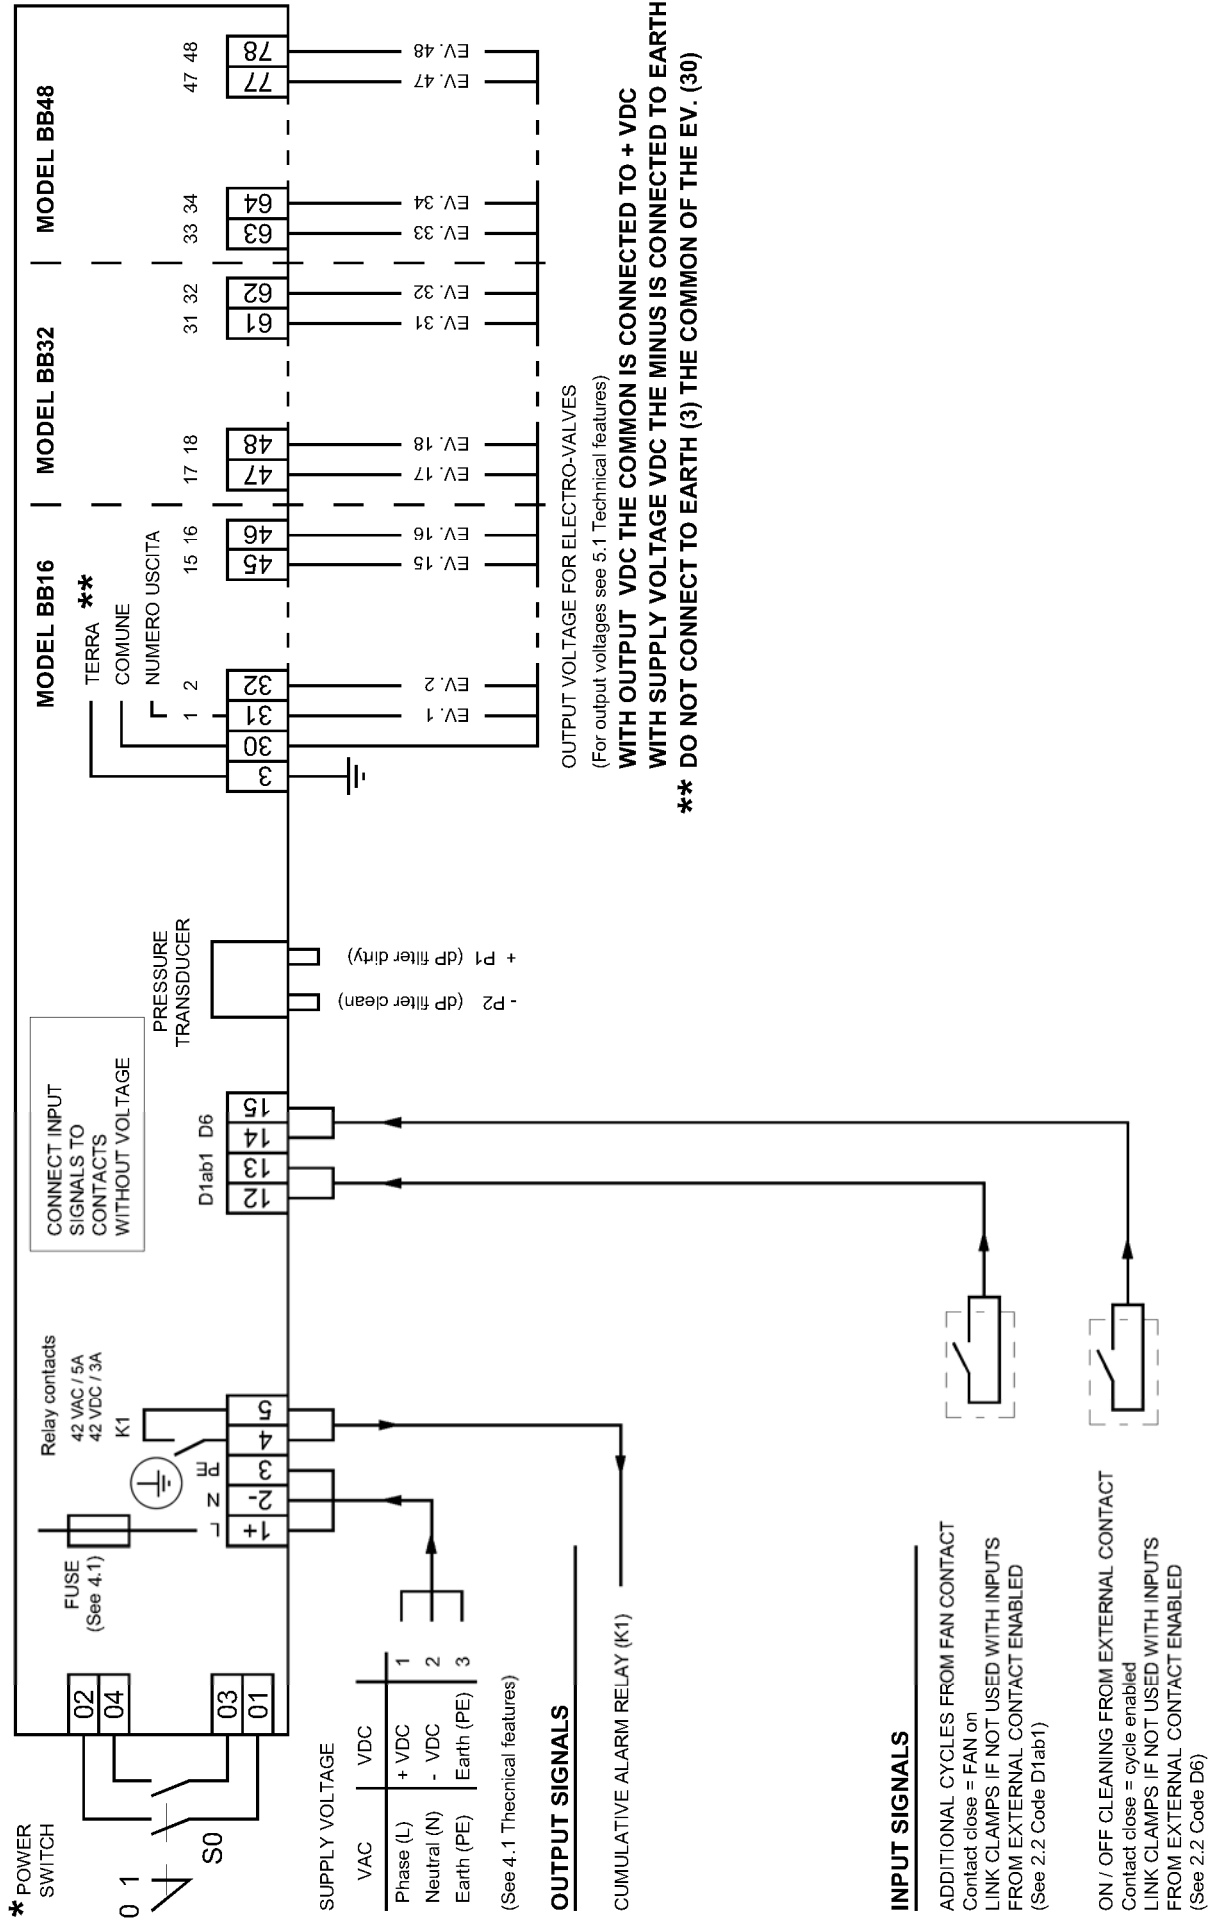 * POWER
SWITCH
0 1
S0
02
04
03
01
FUSE
(See 4.1)
Relay contacts
42 VAC / 5A
42 VDC / 3A
K1
L
N
PE
1+
2-
3
4
5
CONNECT INPUT
SIGNALS TO
CONTACTS
WITHOUT VOLTAGE
D1ab1 D6
12
13
14
15
PRESSURE
TRANSDUCER
- P2 (dP filter clean)
+ P1 (dP filter dirty)
MODEL BB16
MODEL BB32
MODEL BB48
TERRA **
COMUNE
NUMERO USCITA
1 2
15 16
17 18
31 32
33 34
47 48
3
30
31
32
45
46
47
48
61
62
63
64
77
78
EV. 1
EV. 2
EV. 15
EV. 16
EV. 17
EV. 18
EV. 31
EV. 32
EV. 33
EV. 34
EV. 47
EV. 48
OUTPUT VOLTAGE FOR ELECTRO-VALVES
(For output voltages see 5.1 Technical features)
WITH OUTPUT VDC THE COMMON IS CONNECTED TO + VDC
WITH SUPPLY VOLTAGE VDC THE MINUS IS CONNECTED TO EARTH
** DO NOT CONNECT TO EARTH (3) THE COMMON OF THE EV. (30)
SUPPLY VOLTAGE
VAC VDC
Phase (L) + VDC 1
Neutral (N) - VDC 2
Earth (PE) Earth (PE) 3
(See 4.1 Thecnical features)
OUTPUT SIGNALS
CUMULATIVE ALARM RELAY (K1)
INPUT SIGNALS
ADDITIONAL CYCLES FROM FAN CONTACT
Contact close = FAN on
LINK CLAMPS IF NOT USED WITH INPUTS
FROM EXTERNAL CONTACT ENABLED
(See 2.2 Code D1ab1)
ON / OFF CLEANING FROM EXTERNAL CONTACT
Contact close = cycle enabled
LINK CLAMPS IF NOT USED WITH INPUTS
FROM EXTERNAL CONTACT ENABLED
(See 2.2 Code D6)